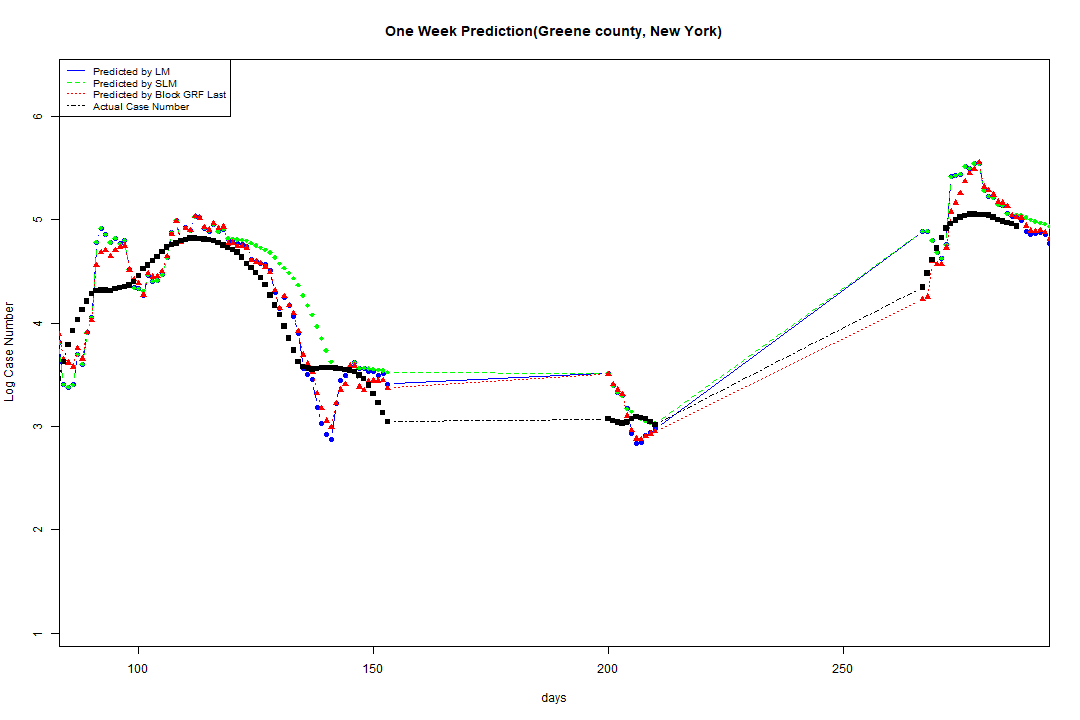 One Week Prediction(Greene county, New York)
Predicted by LM
Predicted by SLM
Predicted by Block GRF Last
Actual Case Number
6
5
4
3
2
1
Log Case Number
100 150 200 250
days